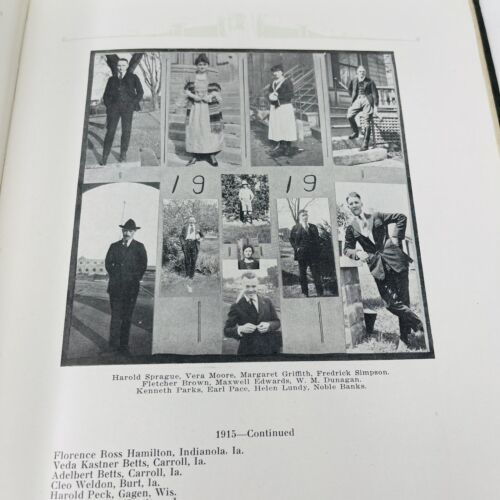 19 19
Harold Sprague, Vera Moore, Margaret Griffith, Fredrick Simpson.
Fletcher Brown, Maxwell Edwards, W. M. Dunagan.
Kenneth Parks, Earl Pace, Helen Lundy, Noble Banks.
1915—Continued
Florence Ross Hamilton, Indianola, Ia.
Veda Kastner Betts, Carroll, Ia.
Adelbert Betts, Carroll, Ia.
Cleo Weldon, Burt, Ia.
Harold Peck, Gagen, Wis.